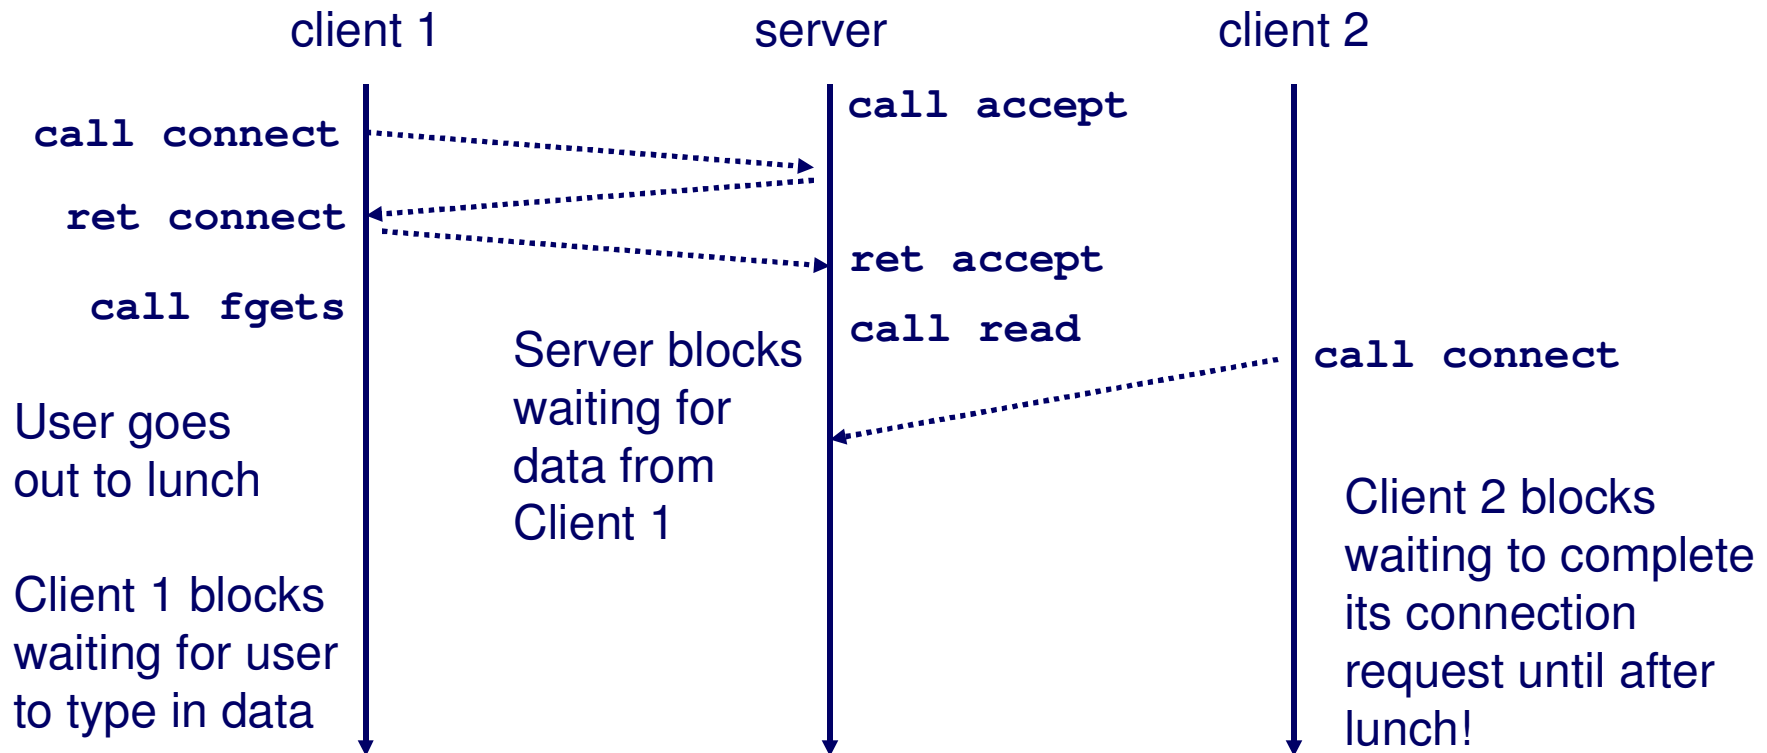 client 1
server
client 2
call accept
call connect
ret connect
ret accept
call fgets
call read
Server blocks
waiting for
data from
Client 1
call connect
User goes
out to lunch
Client 1 blocks
waiting for user
to type in data
Client 2 blocks
waiting to complete
its connection
request until after
lunch!